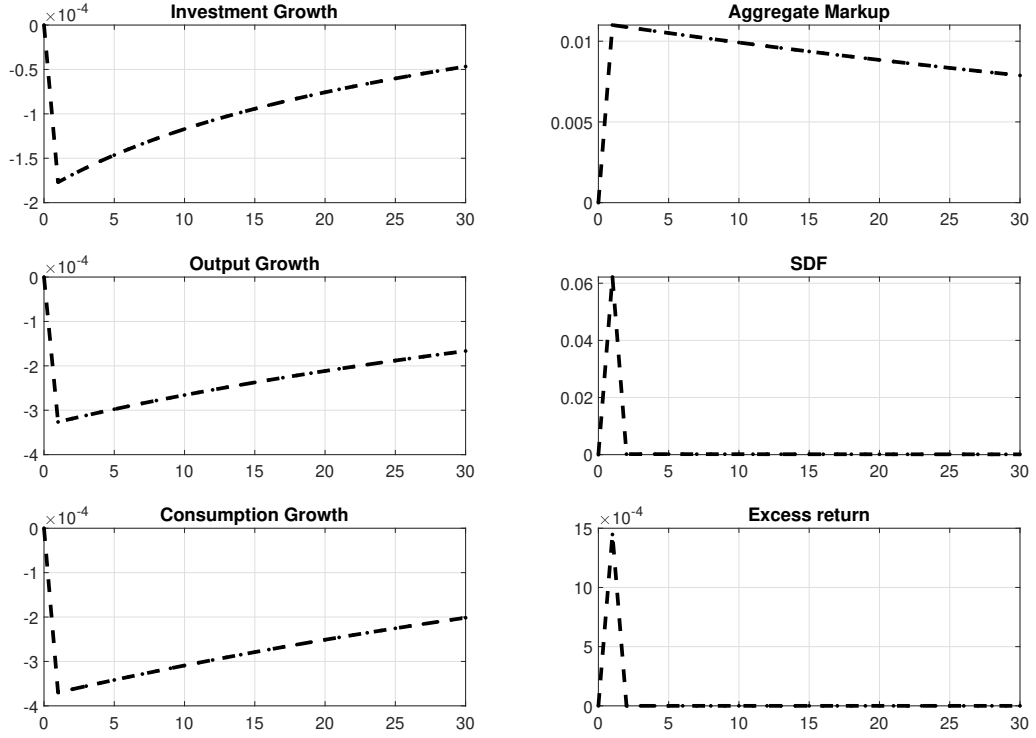 Investment Growth
×10-4
0
-0.5
-1
-1.5
-2
0 5 10 15 20 25 30
Aggregate Markup
0.01
0.005
0
0 5 10 15 20 25 30
Output Growth
×10-4
0
-1
-2
-3
-4
0 5 10 15 20 25 30
SDF
0.06
0.04
0.02
0
0 5 10 15 20 25 30
Consumption Growth
×10-4
0
-1
-2
-3
-4
0 5 10 15 20 25 30
Excess return
×10-4
15
10
5
0
0 5 10 15 20 25 30